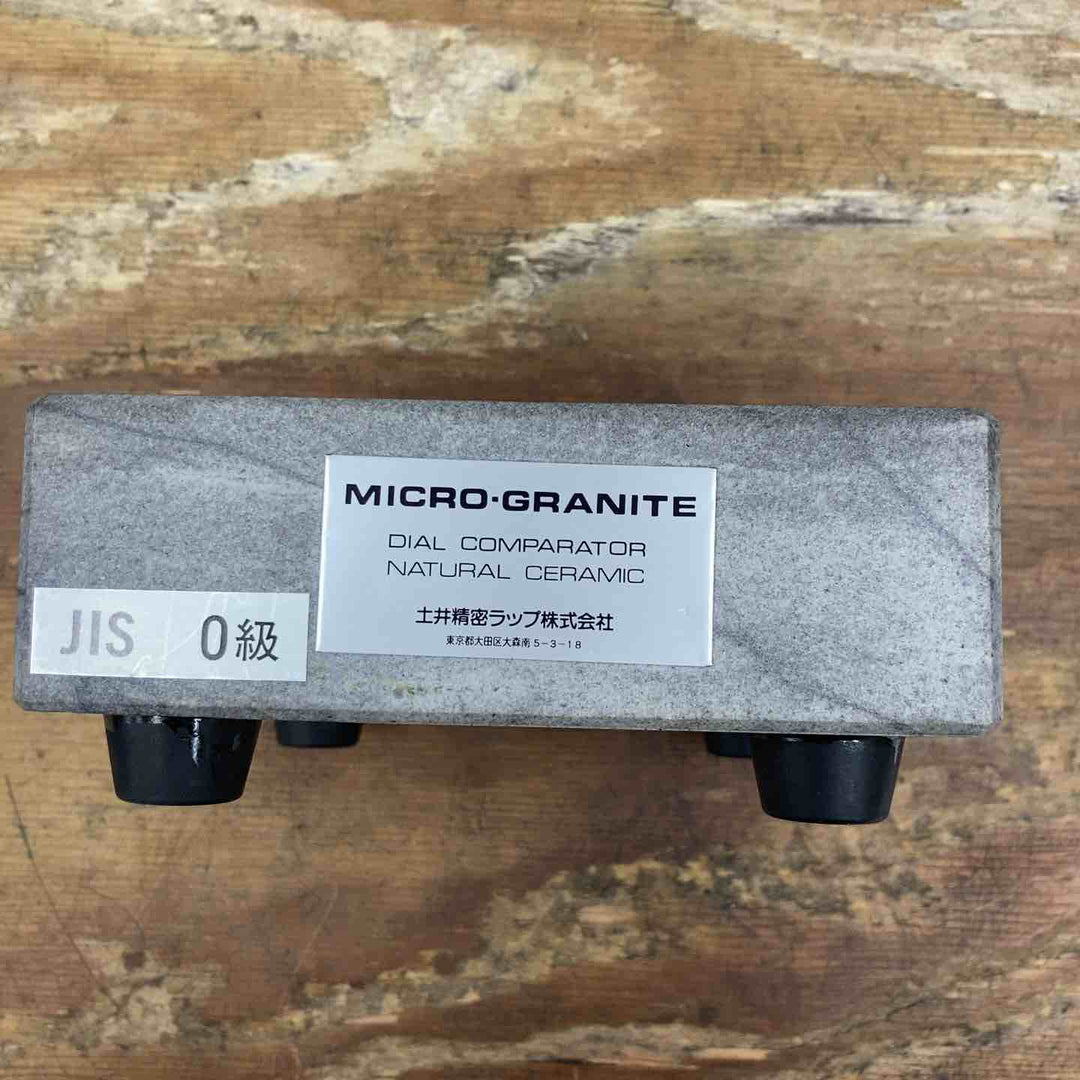 MICRO·GRANITE
DIAL COMPARATOR
NATURAL CERAMIC
土井精密ラップ株式会社
東京都大田区大森南5-3-18
JIS 0級